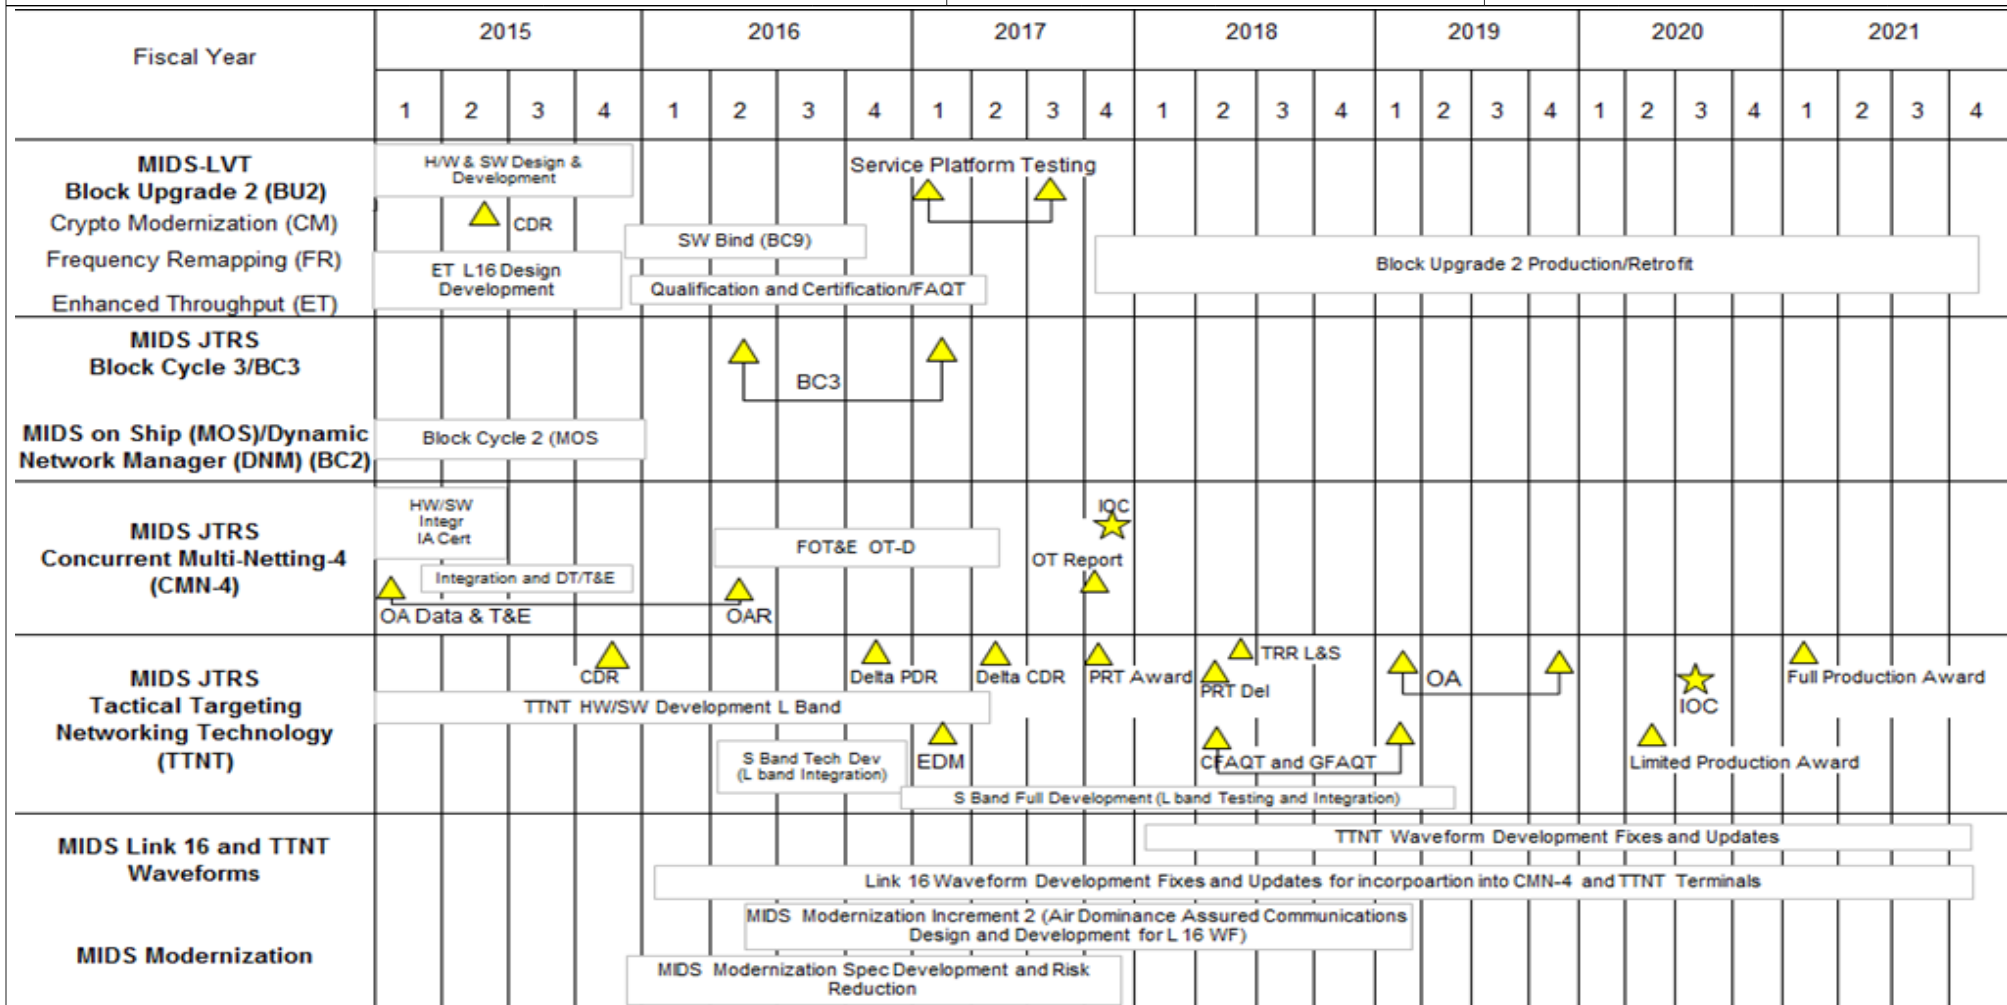 Fiscal Year
2015 2016 2017 2018 2019 2020 2021
1 2 3 4 1 2 3 4 1 2 3 4 1 2 3 4 1 2 3 4 1 2 3 4 1 2 3 4
MIDS-LVT
Block Upgrade 2 (BU2)
Crypto Modernization (CM)
Frequency Remapping (FR)
Enhanced Throughput (ET)
H/W & SW Design &
Development
CDR
ET L16 Design
Development
SW Bind (BC9)
Qualification and Certification/FAQT
Service Platform Testing
Block Upgrade 2 Production/Retrofit
MIDS JTRS
Block Cycle 3/BC3
BC3
MIDS on Ship (MOS)/Dynamic
Network Manager (DNM) (BC2)
Block Cycle 2 (MOS
MIDS JTRS
Concurrent Multi-Netting-4
(CMN-4)
HW/SW
Integr
IA Cert
Integration and DT/T&E
OA Data & T&E
OAR
FOT&E OT-D
IOC
OT Report
MIDS JTRS
Tactical Targeting
Networking Technology
(TTNT)
CDR
Delta PDR
Delta CDR
PRT Award
TRR L&S
PRT Del
OA
IOC
Full Production Award
TTNT HW/SW Development L Band
S Band Tech Dev
(L band Integration)
EDM
CFAQT and GFAQT
Limited Production Award
S Band Full Development (L band Testing and Integration)
MIDS Link 16 and TTNT
Waveforms
TTNT Waveform Development Fixes and Updates
Link 16 Waveform Development Fixes and Updates for incorpoartion into CMN-4 and TTNT Terminals
MIDS Modernization
MIDS Modernization Increment 2 (Air Dominance Assured Communications
Design and Development for L 16 WF)
MIDS Modernization Spec Development and Risk
Reduction